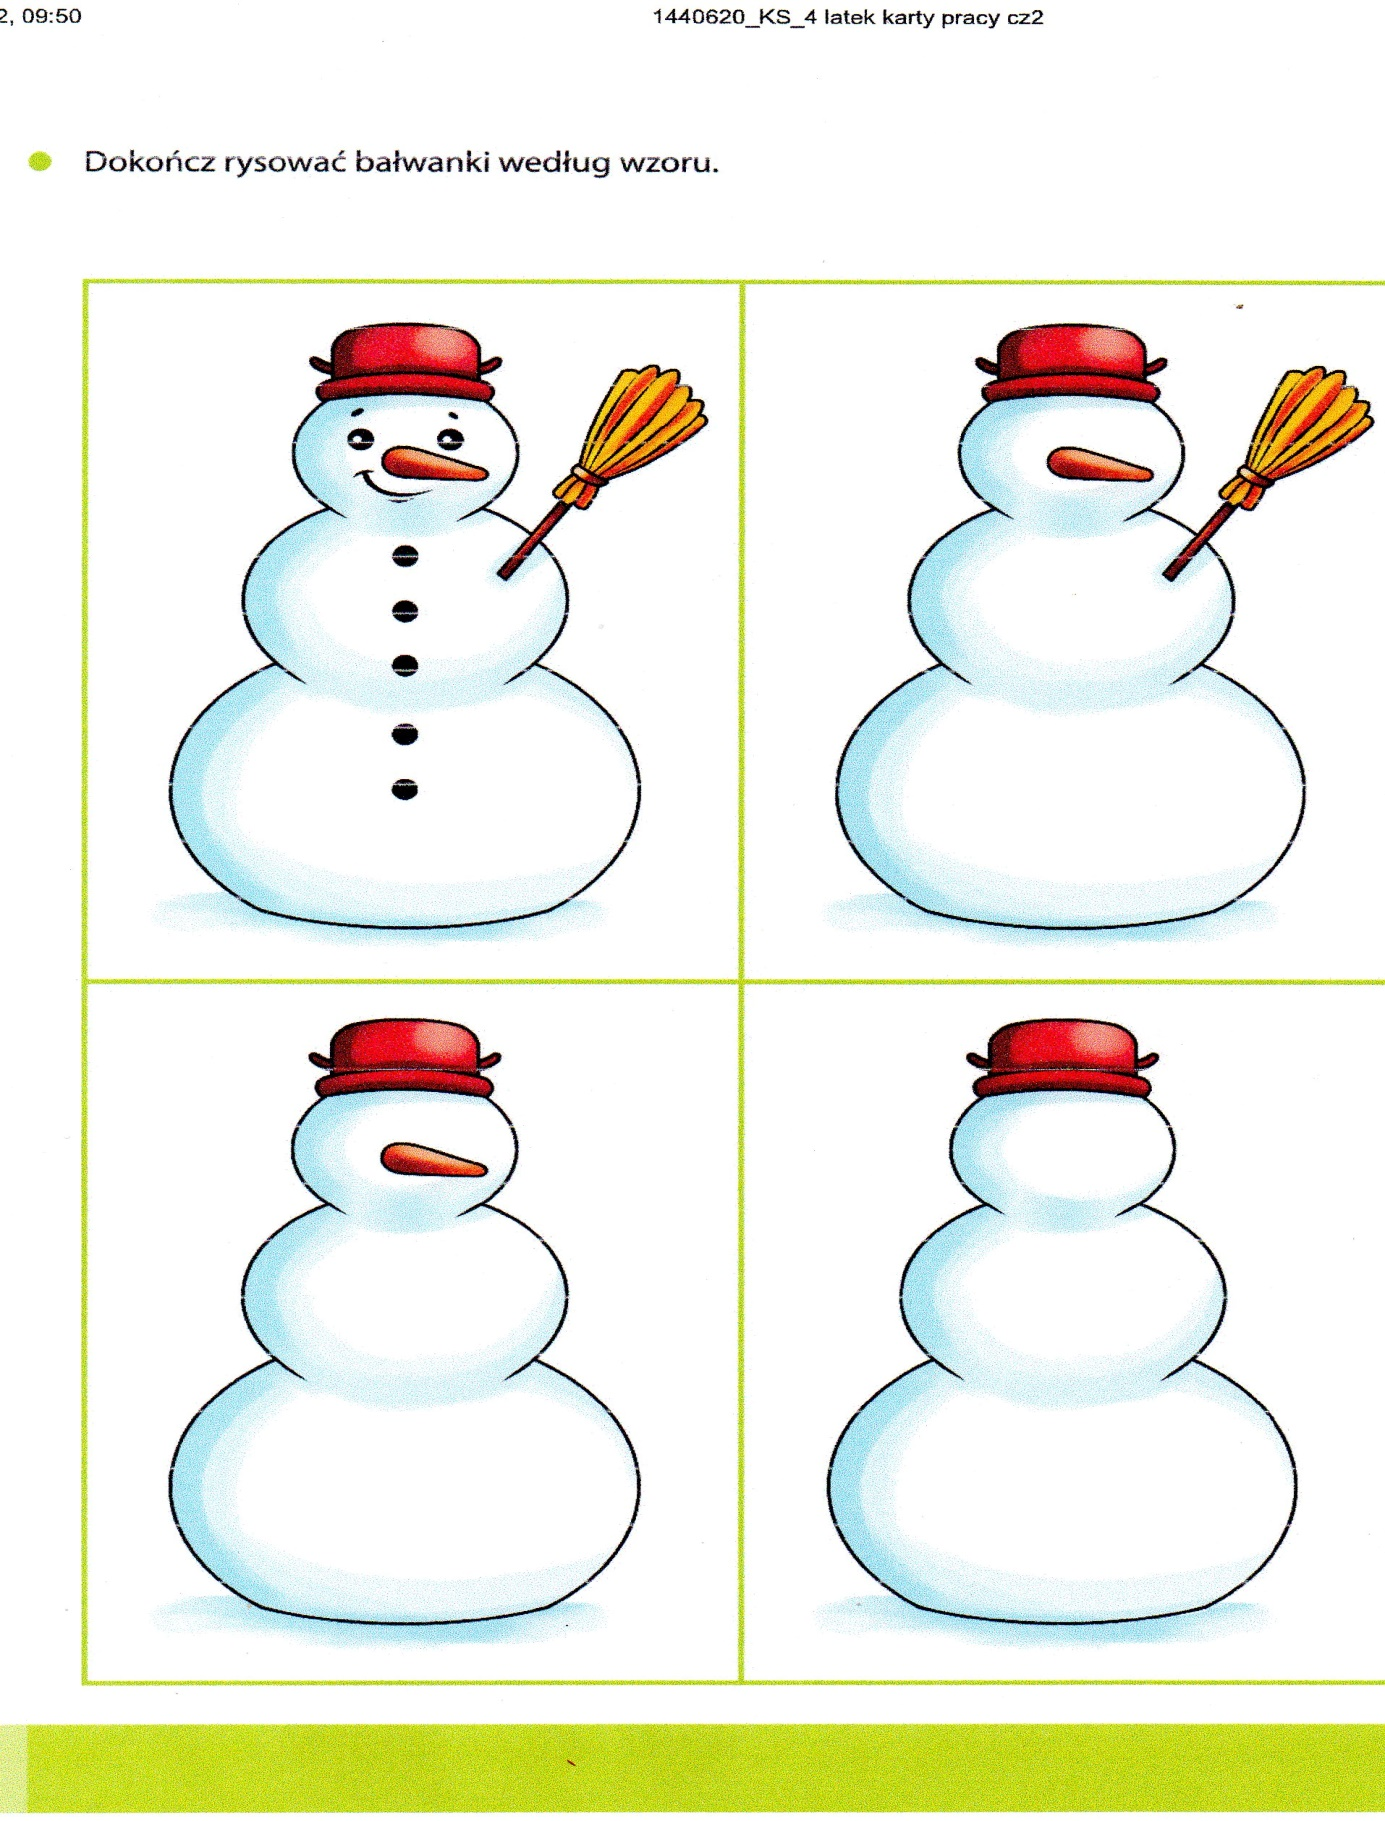 2, 09:50
1440620_KS_4 latek karty pracy cz2
Dokończ rysować bałwanki według wzoru.